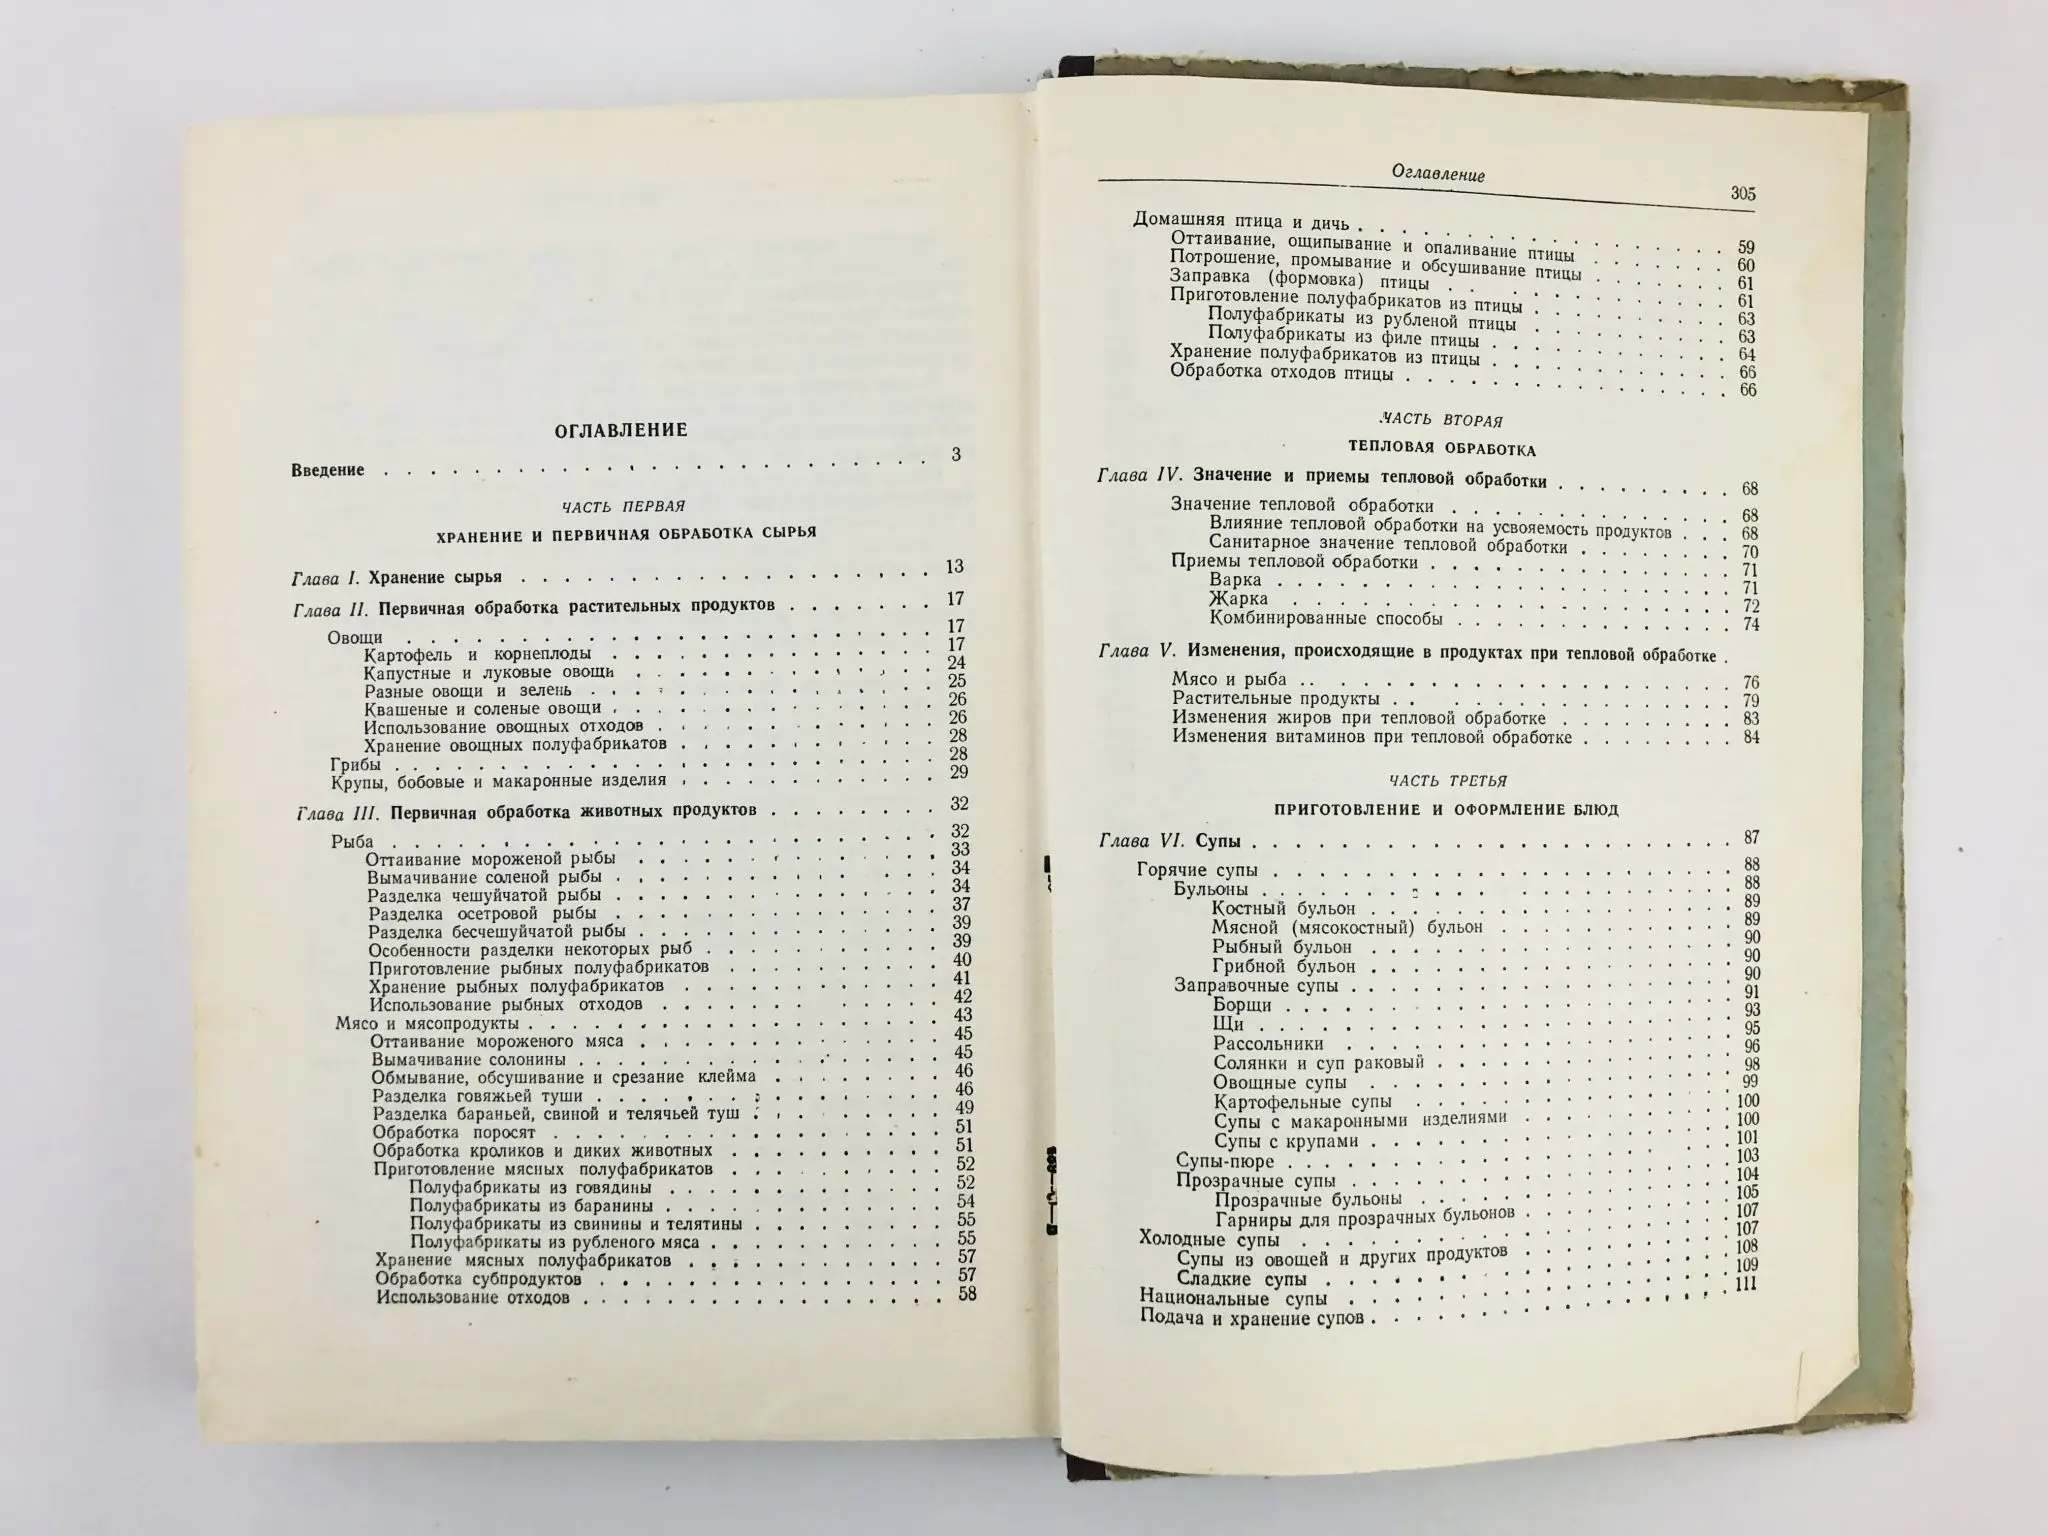 ОГЛАВЛЕНИЕ
Введение . . . . . . . . . . . . . . . . . . . . 3
ЧАСТЬ ПЕРВАЯ
ХРАНЕНИЕ И ПЕРВИЧНАЯ ОБРАБОТКА СЫРЬЯ
Глава I. Хранение сырья . . . . . . . . . . 13
Глава II. Первичная обработка растительных продуктов . . . . . 17
Овощи . . . . . . . . . . 17
Картофель и корнеплоды . . . . . . . . . . 17
Капустные и луковые овощи . . . . . . . . . . 24
Разные овощи и зелень . . . . . . . . . . 25
Квашеные и соленые овощи . . . . . . . . . . 26
Использование овощных отходов . . . . . . . . . . 26
Хранение овощных полуфабрикатов . . . . . . . . . . 28
Грибы . . . . . . . . . . 28
Крупы, бобовые и макаронные изделия . . . . . . . . . . 29
Глава III. Первичная обработка животных продуктов . . . . . 32
Рыба . . . . . . . . . . 32
Оттаивание мороженой рыбы . . . . . . . . . . 33
Вымачивание соленой рыбы . . . . . . . . . . 34
Разделка чешуйчатой рыбы . . . . . . . . . . 34
Разделка осетровой рыбы . . . . . . . . . . 37
Разделка бесчешуйчатой рыбы . . . . . . . . . . 39
Особенности разделки некоторых рыб . . . . . . . . . . 39
Приготовление рыбных полуфабрикатов . . . . . . . . . . 40
Хранение рыбных полуфабрикатов . . . . . . . . . . 41
Использование рыбных отходов . . . . . . . . . . 42
Мясо и мясопродукты . . . . . . . . . . 43
Оттаивание мороженого мяса . . . . . . . . . . 45
Вымачивание солонины . . . . . . . . . . 45
Обмывание, обсушивание и срезание клейма . . . . . . . . 46
Разделка говяжьей туши . . . . . . . . . . 46
Разделка бараньей, свиной и телячьей туш . . . . . . . . 49
Обработка поросят . . . . . . . . . . 51
Обработка кроликов и диких животных . . . . . . . . . . 51
Приготовление мясных полуфабрикатов . . . . . . . . . . 52
Полуфабрикаты из говядины . . . . . . . . . . 52
Полуфабрикаты из баранины . . . . . . . . . . 54
Полуфабрикаты из свинины и телятины . . . . . . . . . . 55
Полуфабрикаты из рубленого мяса . . . . . . . . . . 55
Хранение мясных полуфабрикатов . . . . . . . . . . 57
Обработка субпродуктов . . . . . . . . . . 57
Использование отходов . . . . . . . . . . 58
Оглавление
305
Домашняя птица и дичь . . . . . . . . . . 59
Оттаивание, ощипывание и опаливание птицы . . . . . . . 60
Потрошение, промывание и обсушивание птицы . . . . . . . 61
Заправка (формовка) птицы . . . . . . . . . . 61
Приготовление полуфабрикатов из птицы . . . . . . . . . . 63
Полуфабрикаты из рубленой птицы . . . . . . . . . . 63
Полуфабрикаты из филе птицы . . . . . . . . . . 64
Хранение полуфабрикатов из птицы . . . . . . . . . . 66
Обработка отходов птицы . . . . . . . . . . 66
ЧАСТЬ ВТОРАЯ
ТЕПЛОВАЯ ОБРАБОТКА
Глава IV. Значение и приемы тепловой обработки . . . . . . . . . 68
Значение тепловой обработки . . . . . . . . . . 68
Влияние тепловой обработки на усвояемость продуктов . . . 68
Санитарное значение тепловой обработки . . . . . . . . 70
Приемы тепловой обработки . . . . . . . . . . 71
Варка . . . . . . . . . . 71
Жарка . . . . . . . . . . 72
Комбинированные способы . . . . . . . . . . 74
Глава V. Изменения, происходящие в продуктах при тепловой обработке .
Мясо и рыба . . . . . . . . . . 76
Растительные продукты . . . . . . . . . . 79
Изменения жиров при тепловой обработке . . . . . . . . . 83
Изменения витаминов при тепловой обработке . . . . . . . . 84
ЧАСТЬ ТРЕТЬЯ
ПРИГОТОВЛЕНИЕ И ОФОРМЛЕНИЕ БЛЮД
Глава VI. Супы . . . . . . . . . . 87
Горячие супы . . . . . . . . . . 88
Бульоны . . . . . . . . . . 88
Костный бульон . . . . . . . . . . 89
Мясной (мясокостный) бульон . . . . . . . . . . 89
Рыбный бульон . . . . . . . . . . 90
Грибной бульон . . . . . . . . . . 90
Заправочные супы . . . . . . . . . . 90
Борщи . . . . . . . . . . 91
Щи . . . . . . . . . . 93
Рассольники . . . . . . . . . . 95
Солянки и суп раковый . . . . . . . . . . 96
Овощные супы . . . . . . . . . . 98
Картофельные супы . . . . . . . . . . 99
Супы с макаронными изделиями . . . . . . . . . . 100
Супы с крупами . . . . . . . . . . 100
Супы-пюре . . . . . . . . . . 101
Прозрачные супы . . . . . . . . . . 103
Прозрачные бульоны . . . . . . . . . . 104
Гарниры для прозрачных бульонов . . . . . . . . . . 105
Холодные супы . . . . . . . . . . 107
Супы из овощей и других продуктов . . . . . . . . . . 107
Сладкие супы . . . . . . . . . . 108
Национальные супы . . . . . . . . . . 109
Подача и хранение супов . . . . . . . . . . 111